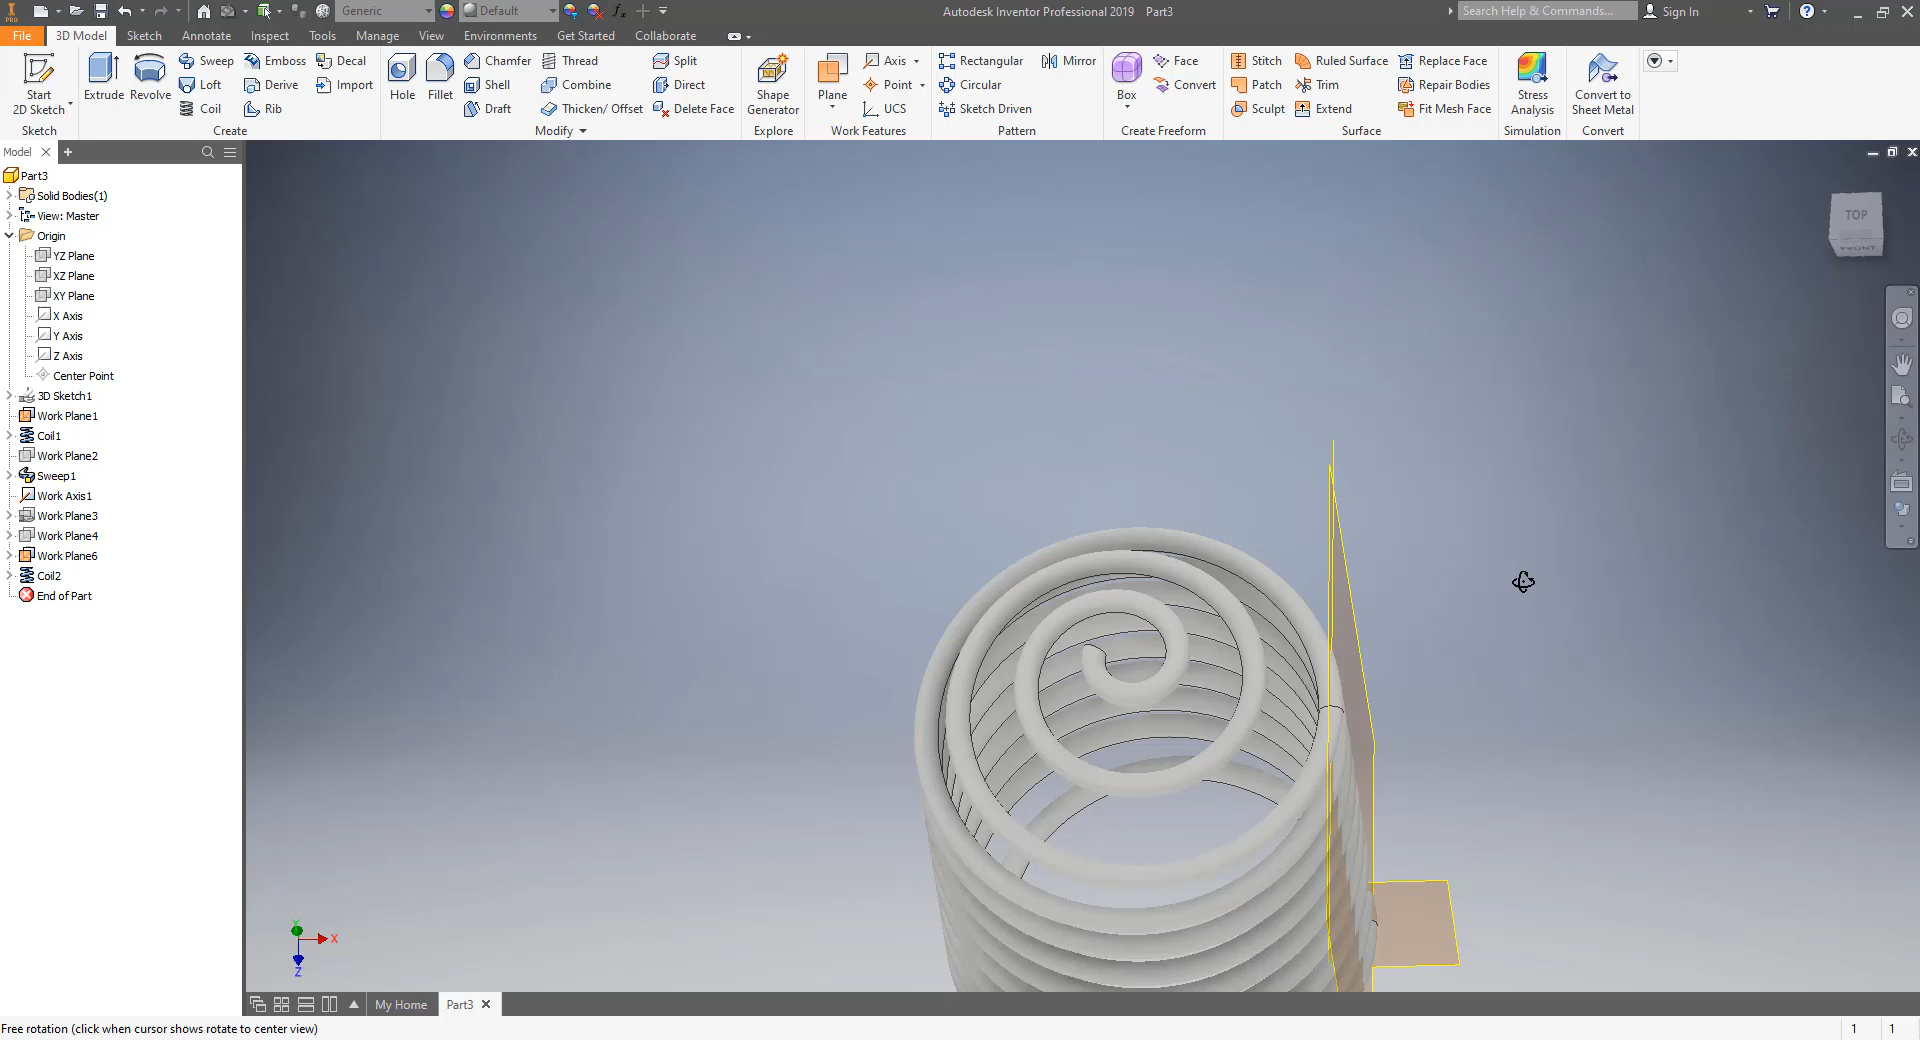 PRO
Generic
Default
Autodesk Inventor Professional 2019   Part3
Search Help & Commands...
Sign In
File
3D Model
Sketch
Annotate
Inspect
Tools
Manage
View
Environments
Get Started
Collaborate
Start
2D Sketch
Extrude
Revolve
Sweep
Loft
Coil
Emboss
Derive
Rib
Decal
Import
Hole
Fillet
Chamfer
Shell
Draft
Thread
Combine
Thicken/ Offset
Split
Direct
Delete Face
Shape
Generator
Plane
Axis
Point
UCS
Rectangular
Circular
Sketch Driven
Mirror
Box
Face
Convert
Stitch
Patch
Sculpt
Ruled Surface
Trim
Extend
Replace Face
Repair Bodies
Fit Mesh Face
Stress
Analysis
Convert to
Sheet Metal
Sketch
Create
Modify
Explore
Work Features
Pattern
Create Freeform
Surface
Simulation
Convert
Model
Part3
Solid Bodies(1)
View: Master
Origin
YZ Plane
XZ Plane
XY Plane
X Axis
Y Axis
Z Axis
Center Point
3D Sketch1
Work Plane1
Coil1
Work Plane2
Sweep1
Work Axis1
Work Plane3
Work Plane4
Work Plane6
Coil2
End of Part
TOP
FRONT
Y
X
Z
My Home
Part3
Free rotation (click when cursor shows rotate to center view)
1
1